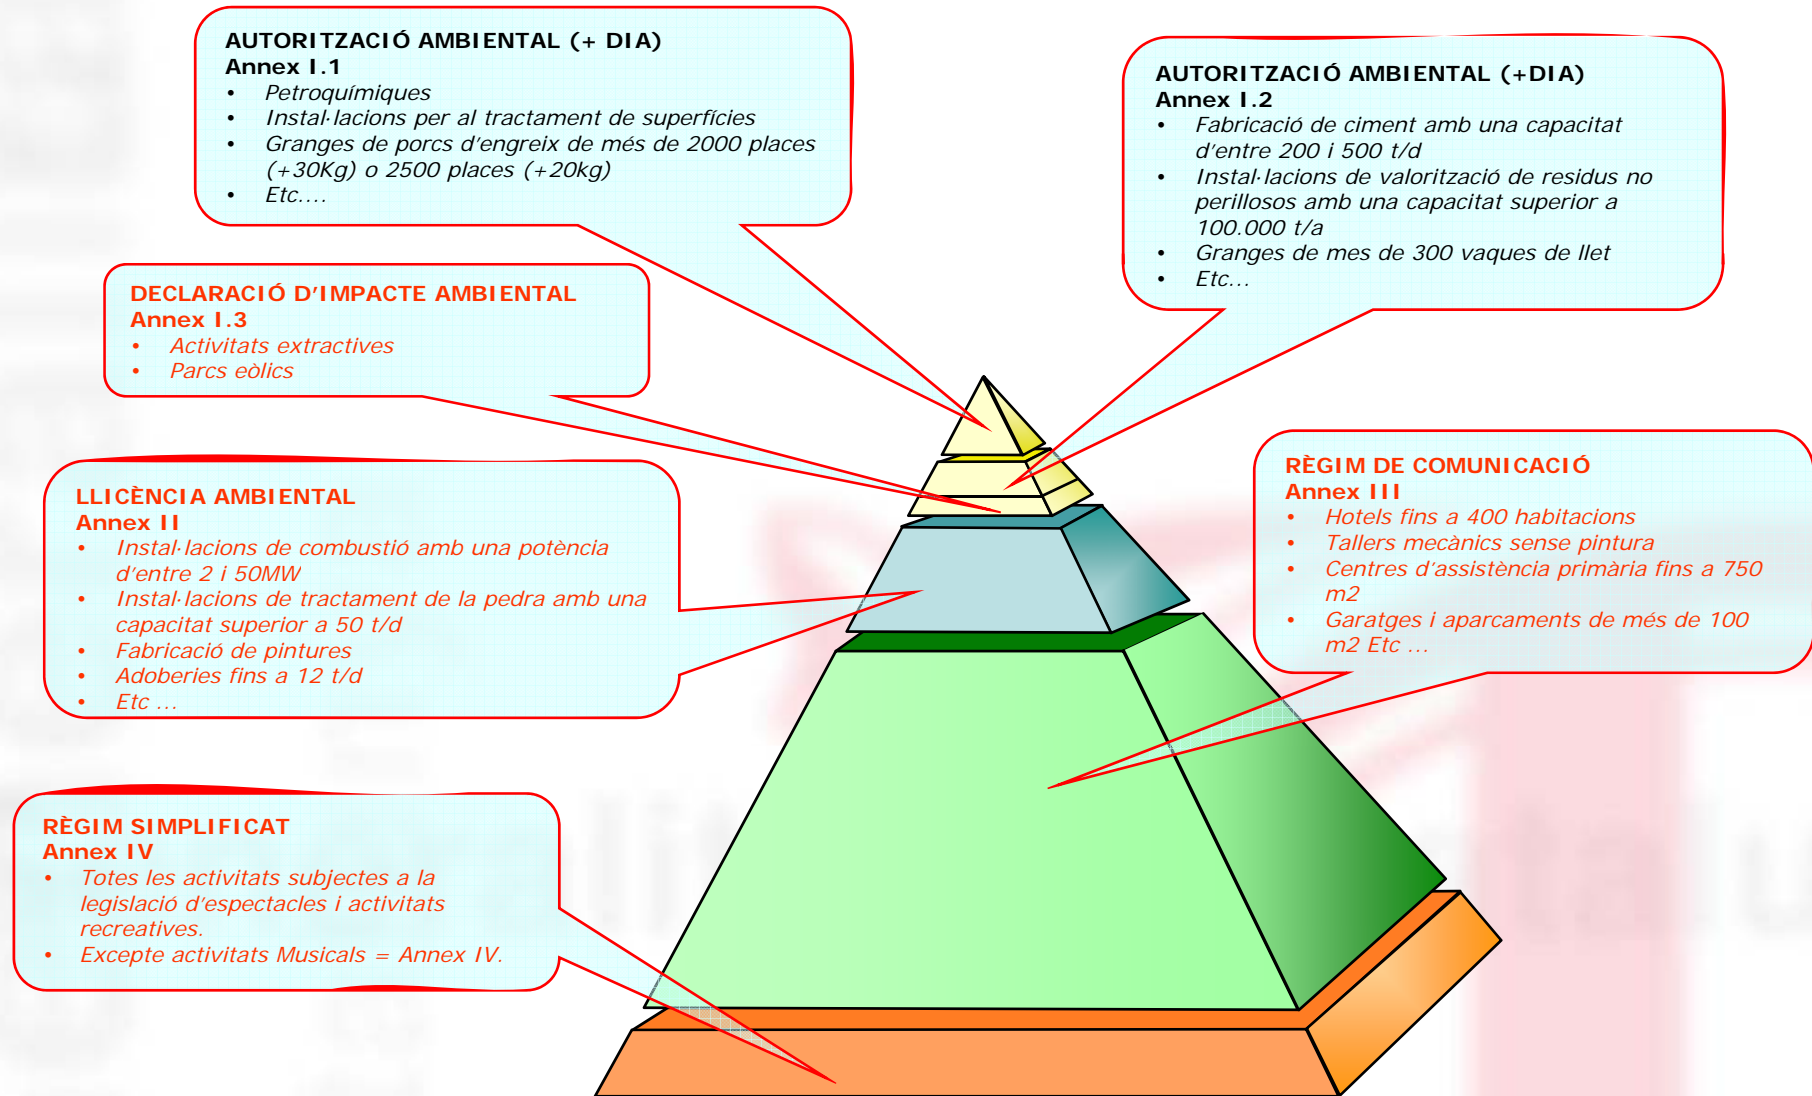 AUTORITZACIÓ AMBIENTAL (+ DIA)
Annex I.1
• Petroquímiques
• Instal·lacions per al tractament de superfícies
• Granges de porcs d'engreix de més de 2000 places
(+30Kg) o 2500 places (+20kg)
• Etc....
AUTORITZACIÓ AMBIENTAL (+DIA)
Annex I.2
• Fabricació de ciment amb una capacitat
d'entre 200 i 500 t/d
• Instal·lacions de valorització de residus no
perillosos amb una capacitat superior a
100.000 t/a
• Granges de mes de 300 vaques de llet
• Etc...
DECLARACIÓ D'IMPACTE AMBIENTAL
Annex I.3
• Activitats extractives
• Parcs eòlics
LLICÈNCIA AMBIENTAL
Annex II
• Instal·lacions de combustió amb una potència
d'entre 2 i 50MW
• Instal·lacions de tractament de la pedra amb una
capacitat superior a 50 t/d
• Fabricació de pintures
• Adoberies fins a 12 t/d
• Etc ...
RÈGIM DE COMUNICACIÓ
Annex III
• Hotels fins a 400 habitacions
• Tallers mecànics sense pintura
• Centres d'assistència primària fins a 750
m2
• Garatges i aparcaments de més de 100
m2 Etc ...
RÈGIM SIMPLIFICAT
Annex IV
• Totes les activitats subjectes a la
legislació d'espectacles i activitats
recreatives.
• Excepte activitats Musicals = Annex IV.